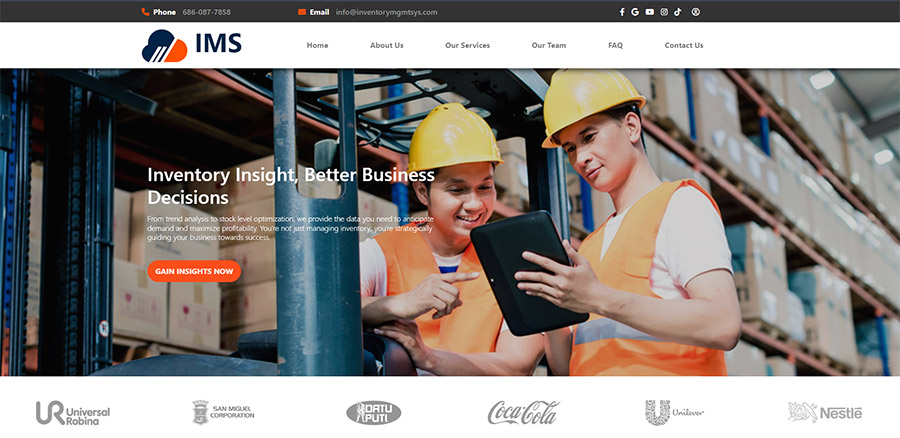 Phone 686-087-7858
Email info@inventorymgmtsys.com
IMS
Home About Us Our Services Our Team FAQ Contact Us
Inventory Insight, Better Business
Decisions
From trend analysis to stock level optimization, we provide the data you need to anticipate
demand and maximize profitability. You're not just managing inventory; you're strategically
guiding your business towards success.
GAIN INSIGHTS NOW
UR Universal
Robina
SAN MIGUEL
CORPORATION
DATU
PUTI
Coca-Cola
Unilever
Nestlé